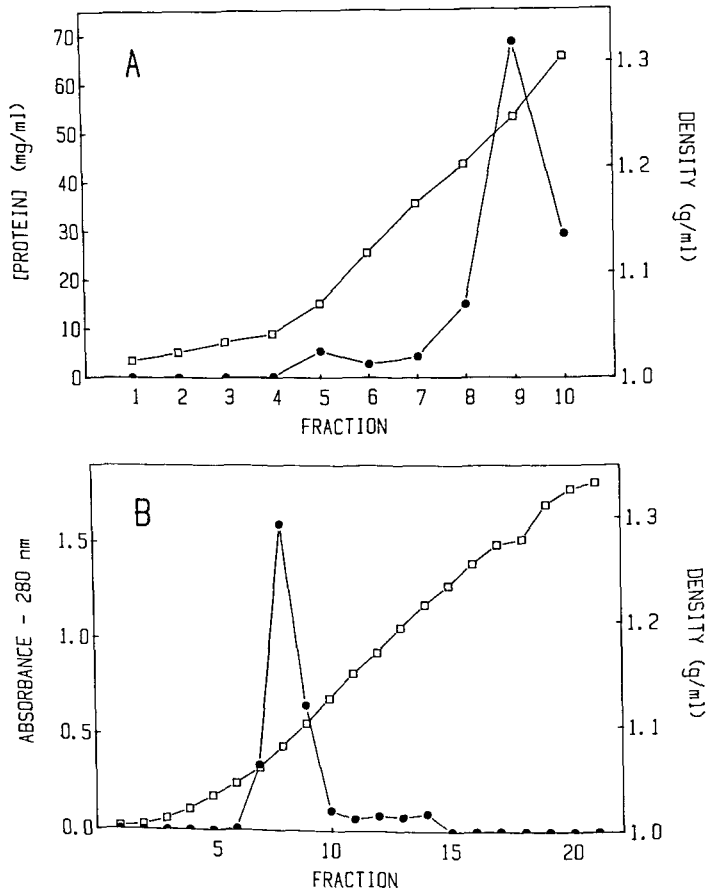 A
[PROTEIN] (mg/ml)
70
60
50
40
30
20
10
0
1 2 3 4 5 6 7 8 9 10
FRACTION
1.3
1.2
1.1
1.0
DENSITY (g/ml)
B
ABSORBANCE - 280 nm
1.5
1.0
0.5
0.0
5 10 15 20
FRACTION
1.3
1.2
1.1
1.0
DENSITY (g/ml)